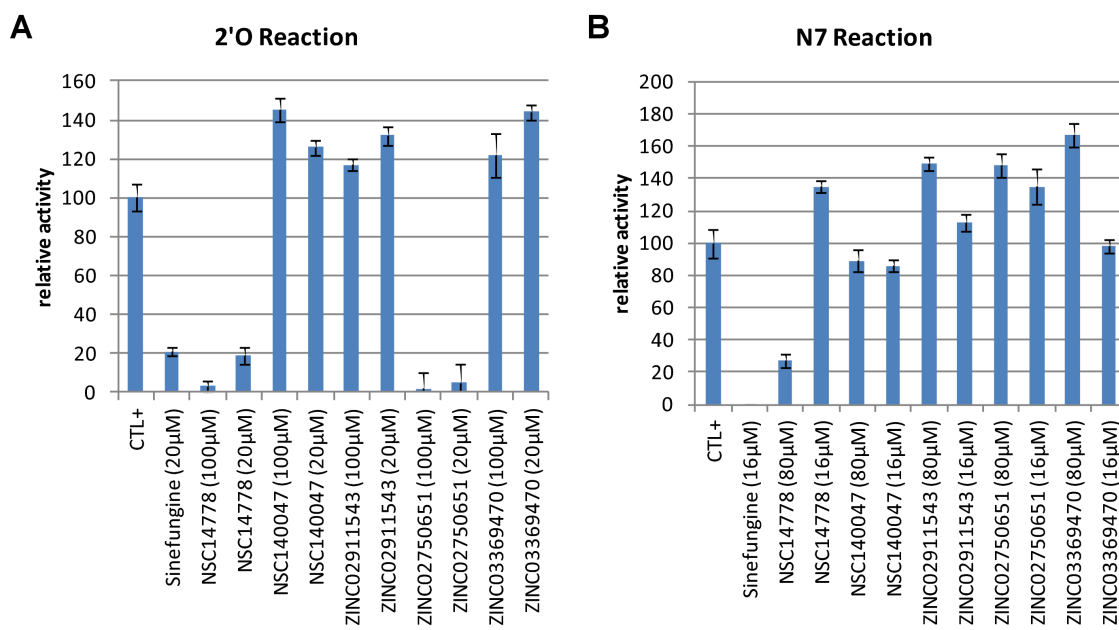 A
2'O Reaction
relative activity
160
140
120
100
80
60
40
20
0
CTL+
Sinefungine (20µM)
NSC14778 (100µM)
NSC14778 (20µM)
NSC140047 (100µM)
NSC140047 (20µM)
ZINC02911543 (100µM)
ZINC02911543 (20µM)
ZINC02750651 (100µM)
ZINC02750651 (20µM)
ZINC03369470 (100µM)
ZINC03369470 (20µM)
B
N7 Reaction
relative activity
200
180
160
140
120
100
80
60
40
20
0
CTL+
Sinefungine (16µM)
NSC14778 (80µM)
NSC14778 (16µM)
NSC140047 (80µM)
NSC140047 (16µM)
ZINC02911543 (80µM)
ZINC02911543 (16µM)
ZINC02750651 (80µM)
ZINC02750651 (16µM)
ZINC03369470 (80µM)
ZINC03369470 (16µM)